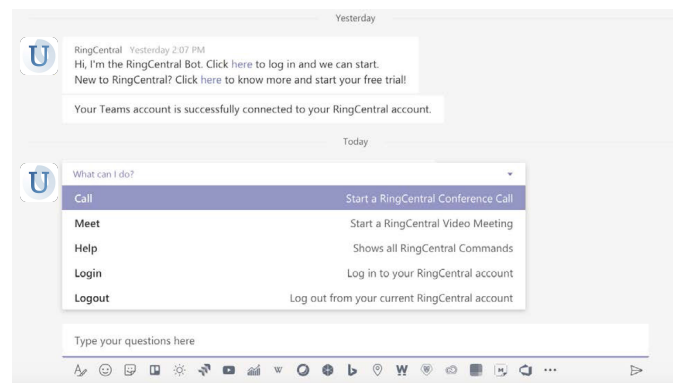 Yesterday
U
RingCentral Yesterday 2:07 PM
Hi, I'm the RingCentral Bot. Click here to log in and we can start.
New to RingCentral? Click here to know more and start your free trial!
Your Teams account is successfully connected to your RingCentral account.
Today
U
What can I do?
Call Start a RingCentral Conference Call
Meet Start a RingCentral Video Meeting
Help Shows all RingCentral Commands
Login Log in to your RingCentral account
Logout Log out from your current RingCentral account
Type your questions here
W W M